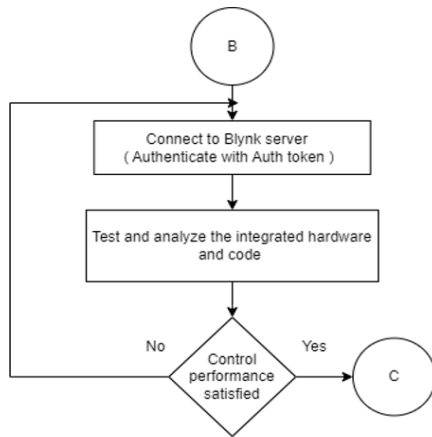 B
Connect to Blynk server
( Authenticate with Auth token )
Test and analyze the integrated hardware
and code
No
Yes
Control
performance
satisfied
C